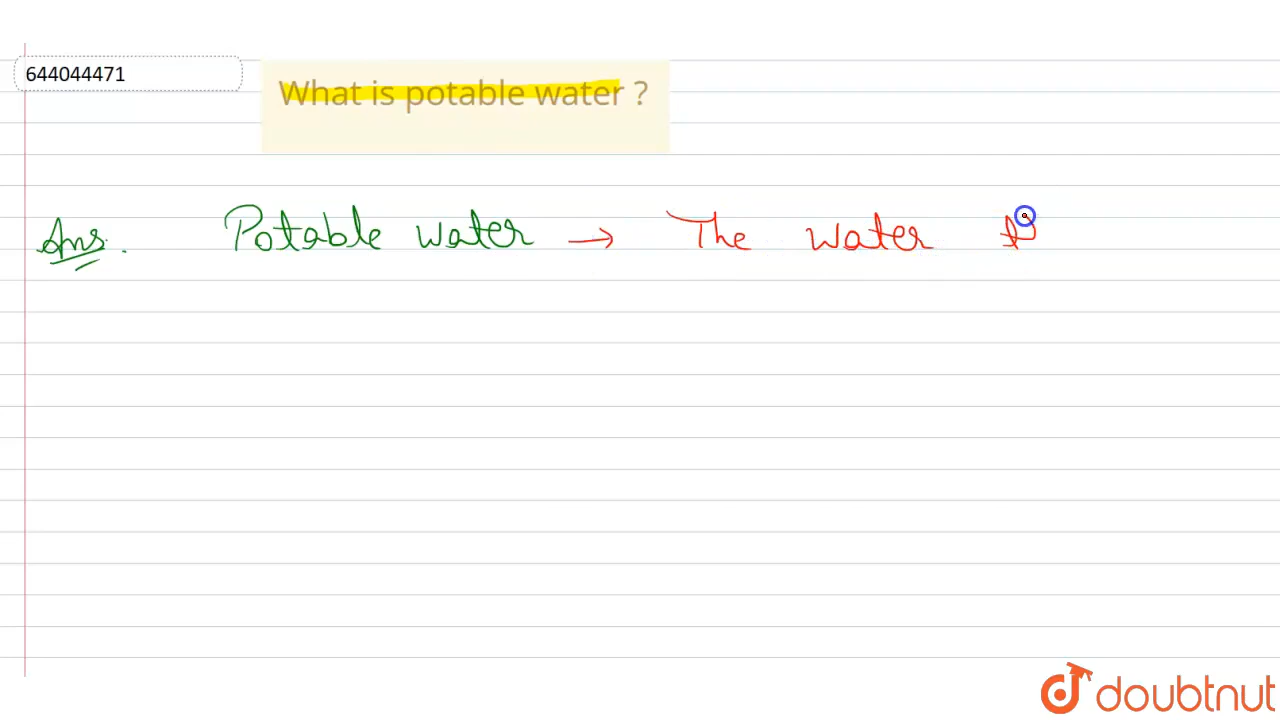 644044471
What is potable water ?
Ans. Potable water → The water
doubtnut